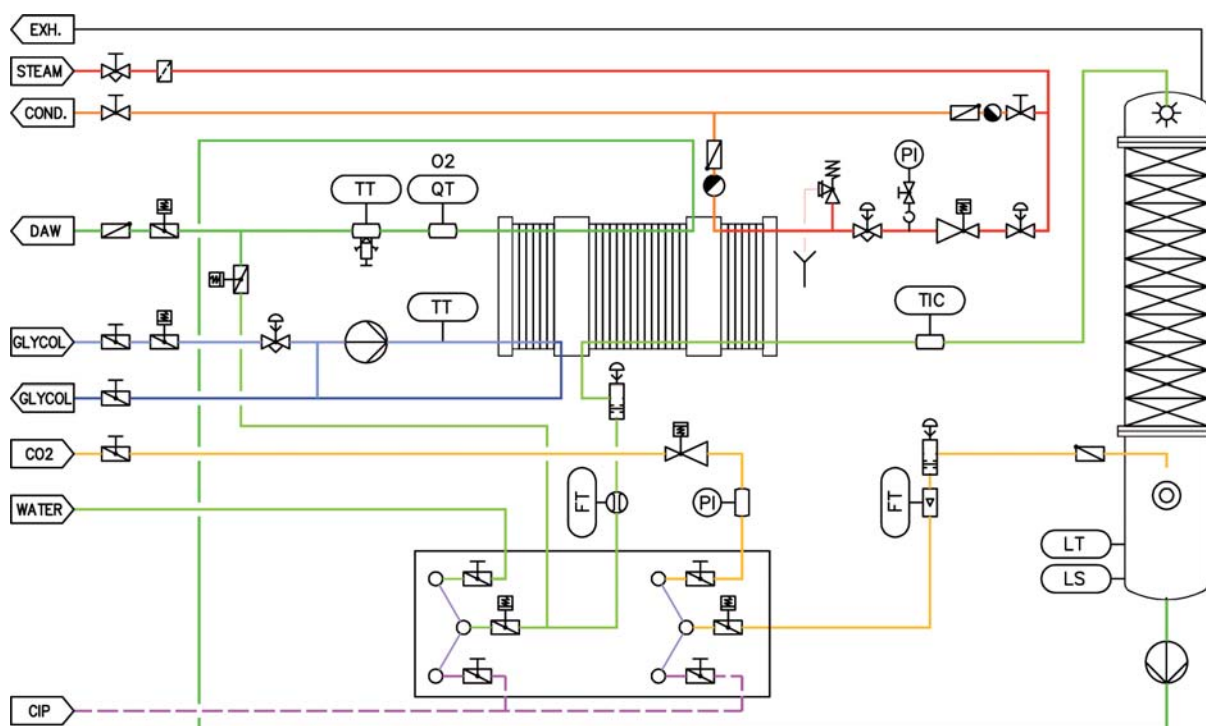 EXH.
STEAM
COND.
O2
TT
QT
PI
DAW
TIC
TT
GLYCOL
GLYCOL
CO2
FT
PI
FT
WATER
LT
LS
CIP